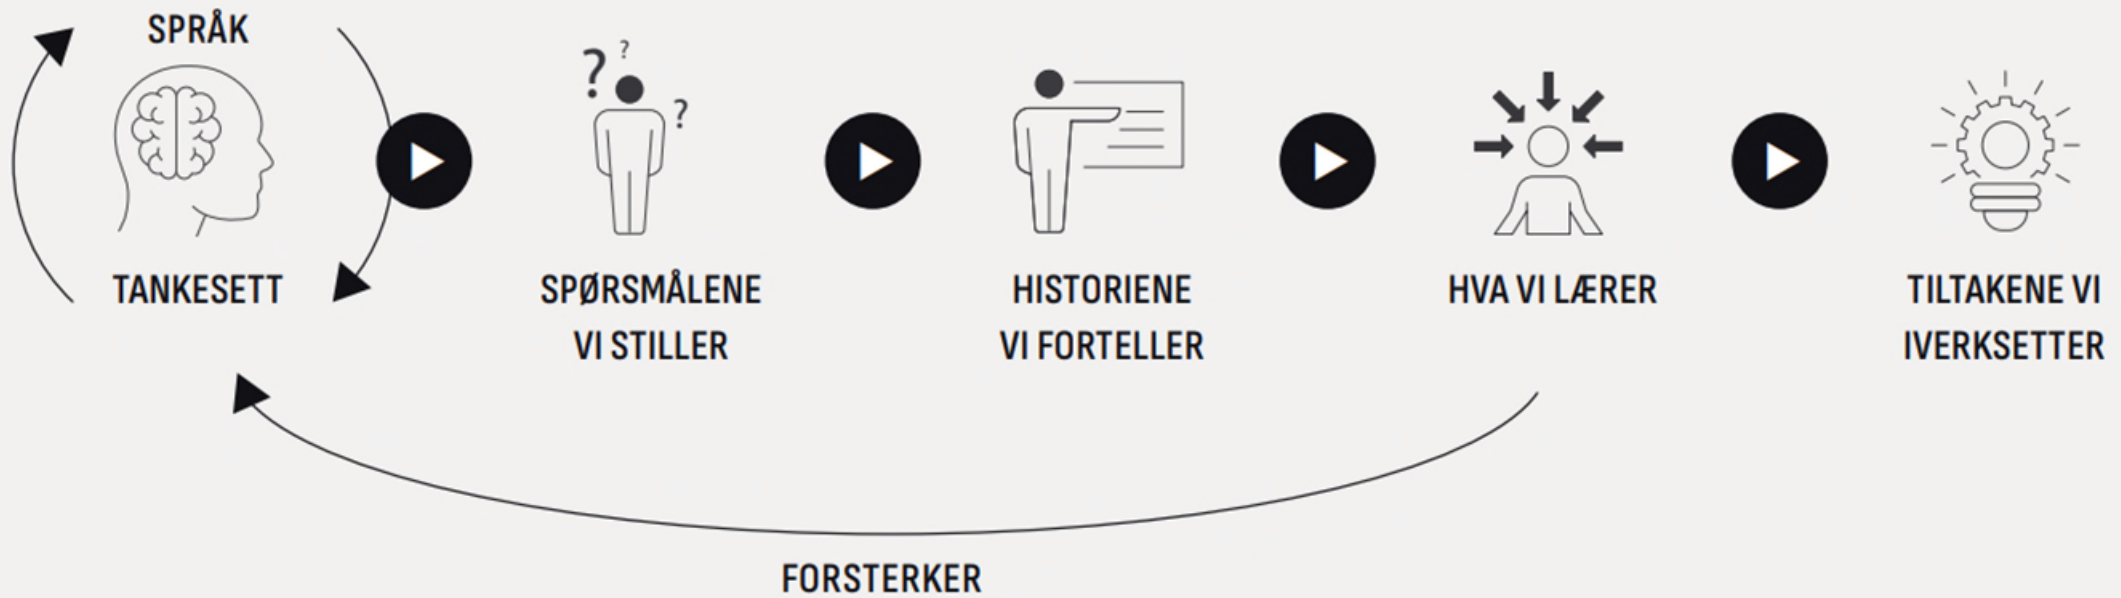 SPRÅK
? ? ?
TANKESETT
SPØRSMÅLENE
VI STILLER
HISTORIENE
VI FORTELLER
HVA VI LÆRER
TILTAKENE VI
IVERKSETTER
FORSTERKER